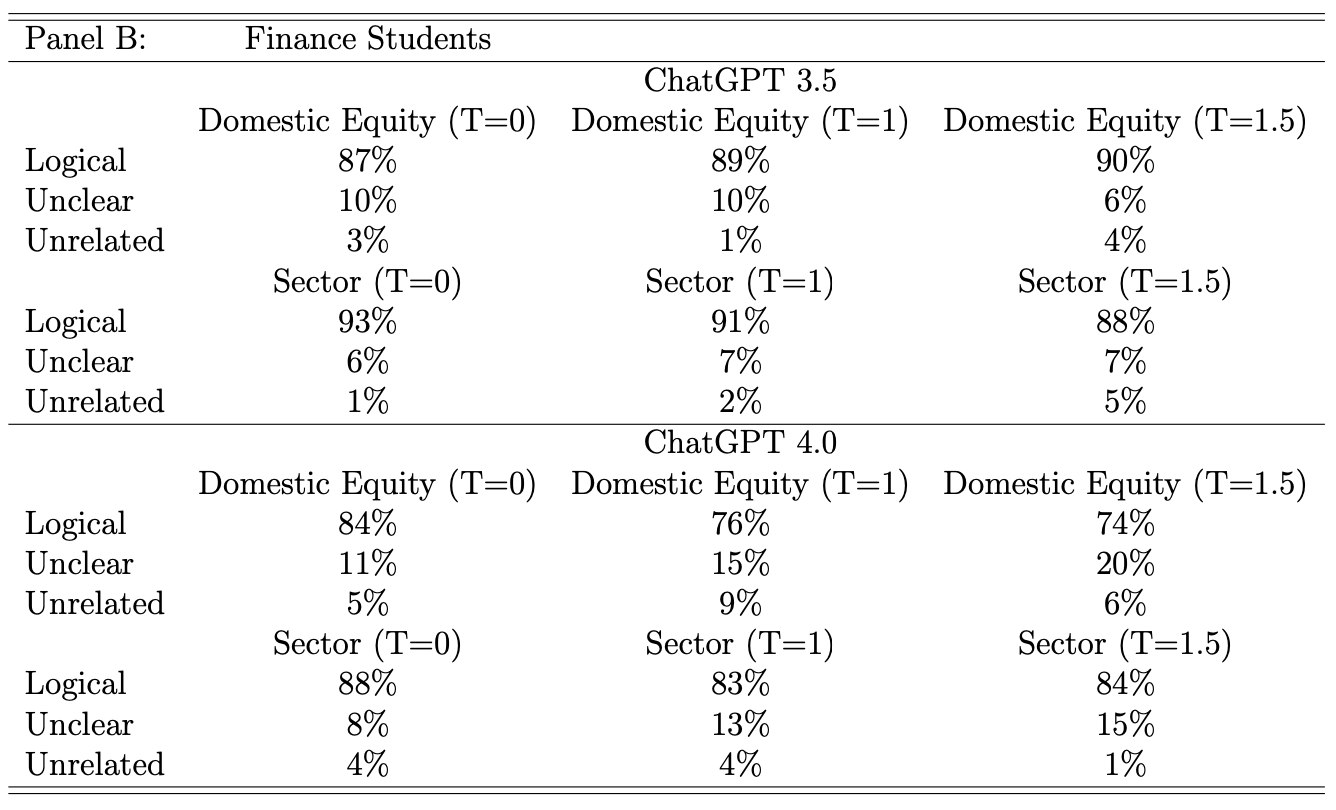 Panel B: Finance Students
ChatGPT 3.5
Domestic Equity (T=0) Domestic Equity (T=1) Domestic Equity (T=1.5)
Logical 87% 89% 90%
Unclear 10% 10% 6%
Unrelated 3% 1% 4%
Sector (T=0) Sector (T=1) Sector (T=1.5)
Logical 93% 91% 88%
Unclear 6% 7% 7%
Unrelated 1% 2% 5%
ChatGPT 4.0
Domestic Equity (T=0) Domestic Equity (T=1) Domestic Equity (T=1.5)
Logical 84% 76% 74%
Unclear 11% 15% 20%
Unrelated 5% 9% 6%
Sector (T=0) Sector (T=1) Sector (T=1.5)
Logical 88% 83% 84%
Unclear 8% 13% 15%
Unrelated 4% 4% 1%